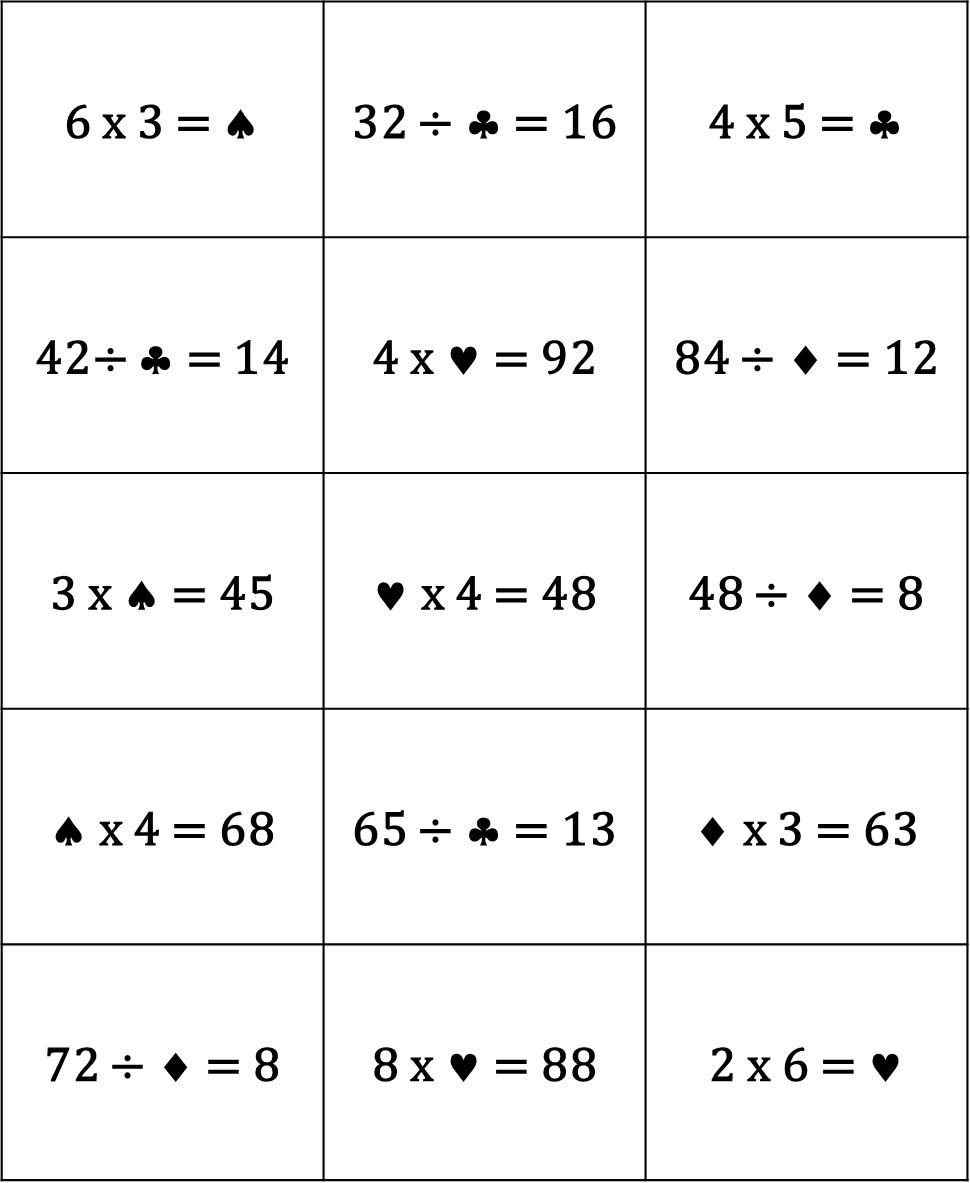 6 x 3 = ♠
32 ÷ ♣ = 16
4 x 5 = ♣
42÷ ♣ = 14
4 x ♥ = 92
84 ÷ ♦ = 12
3 x ♠ = 45
♥ x 4 = 48
48 ÷ ♦ = 8
♠ x 4 = 68
65 ÷ ♣ = 13
♦ x 3 = 63
72 ÷ ♦ = 8
8 x ♥ = 88
2 x 6 = ♥